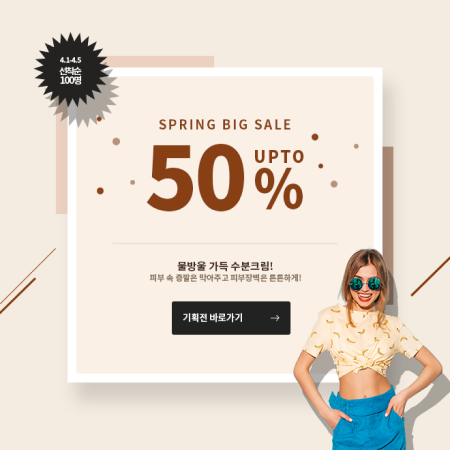 4.1-4.5
선착순
100명
SPRING BIG SALE
50 UPTO
%
물방울 가득 수분크림!
피부 속 증발은 막아주고 피부장벽은 튼튼하게!
기획전 바로가기